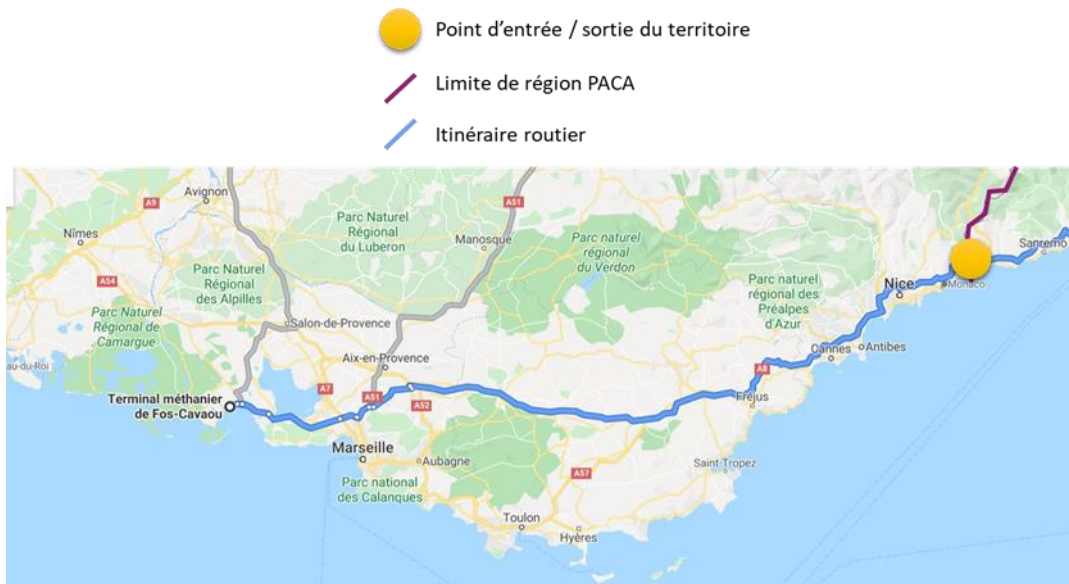 Point d'entrée / sortie du territoire
Limite de région PACA
Itinéraire routier
Avignon
A9
Nîmes
Parc Naturel
Régional
du Luberon
A51
Manosque
Parc naturel
régional
du Verdon
Sanremo
Monaco
Nice
A54
Parc Naturel
Régional
des Alpilles
Parc naturel
régional des
Préalpes
d'Azur
Parc Naturel
Régional de
Camargue
Salon-de-Provence
Antibes
Cannes
au-du-Roi
Aix-en-Provence
A7
A8
Terminal méthanier
de Fos-Cavaou
A51
A52
Fréjus
Marseille
Aubagne
Saint-Tropez
A57
Parc national
des Calanques
Toulon
Hyères